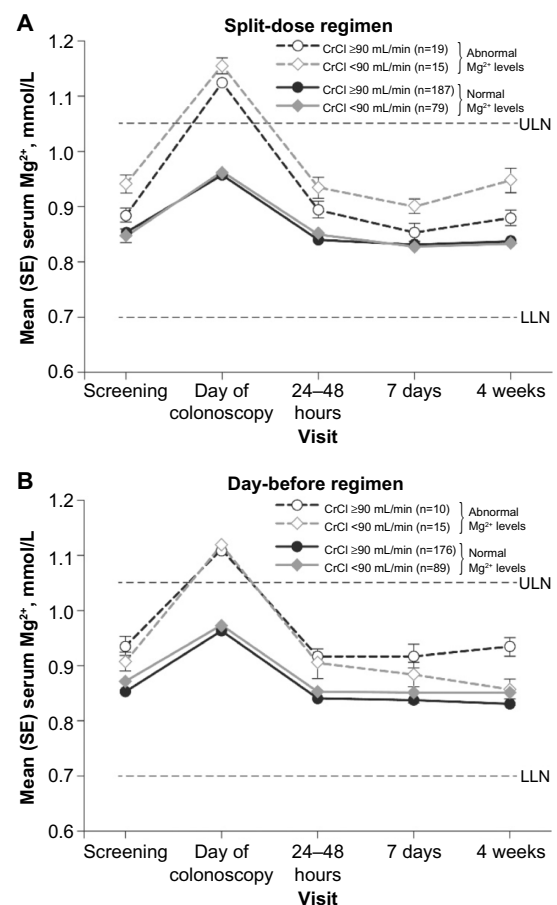 A
Split-dose regimen
CrCl ≥90 mL/min (n=19)
CrCl <90 mL/min (n=15)
Abnormal
Mg²⁺ levels
CrCl ≥90 mL/min (n=187)
CrCl <90 mL/min (n=79)
Normal
Mg²⁺ levels
Mean (SE) serum Mg²⁺, mmol/L
1.2
1.1
1.0
0.9
0.8
0.7
0.6
ULN
LLN
Screening
Day of
colonoscopy
24–48
hours
7 days
4 weeks
Visit
B
Day-before regimen
CrCl ≥90 mL/min (n=10)
CrCl <90 mL/min (n=15)
Abnormal
Mg²⁺ levels
CrCl ≥90 mL/min (n=176)
CrCl <90 mL/min (n=89)
Normal
Mg²⁺ levels
Mean (SE) serum Mg²⁺, mmol/L
1.2
1.1
1.0
0.9
0.8
0.7
0.6
ULN
LLN
Screening
Day of
colonoscopy
24–48
hours
7 days
4 weeks
Visit